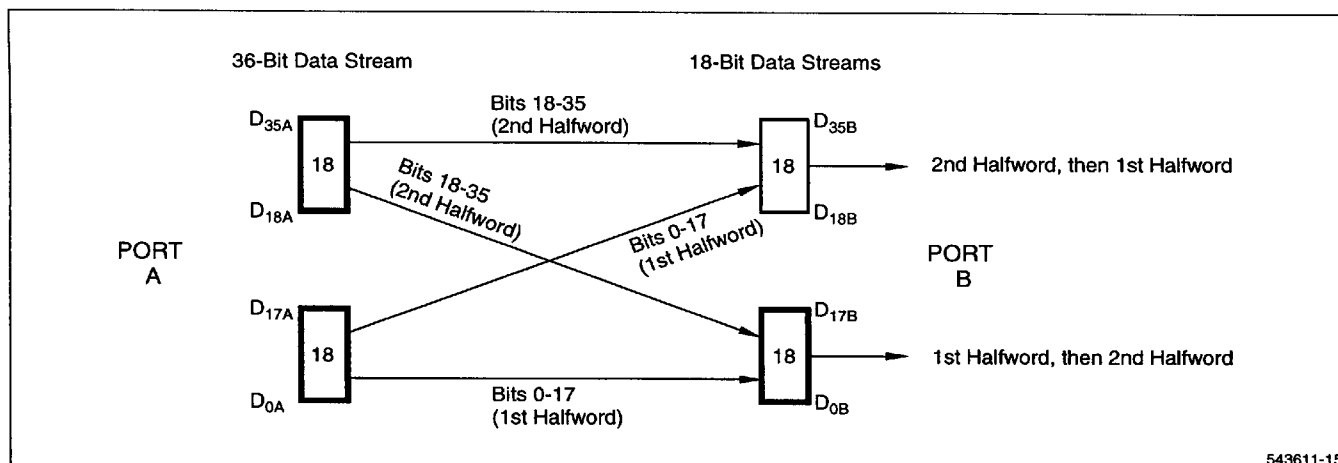 36-Bit Data Stream
18-Bit Data Streams
Bits 18-35
(2nd Halfword)
D35A
18
D18A
Bits 18-35
(2nd Halfword)
D35B
18
D18B
2nd Halfword, then 1st Halfword
Bits 0-17
(1st Halfword)
PORT
A
PORT
B
D17A
18
D0A
Bits 0-17
(1st Halfword)
D17B
18
D0B
1st Halfword, then 2nd Halfword
543611-15